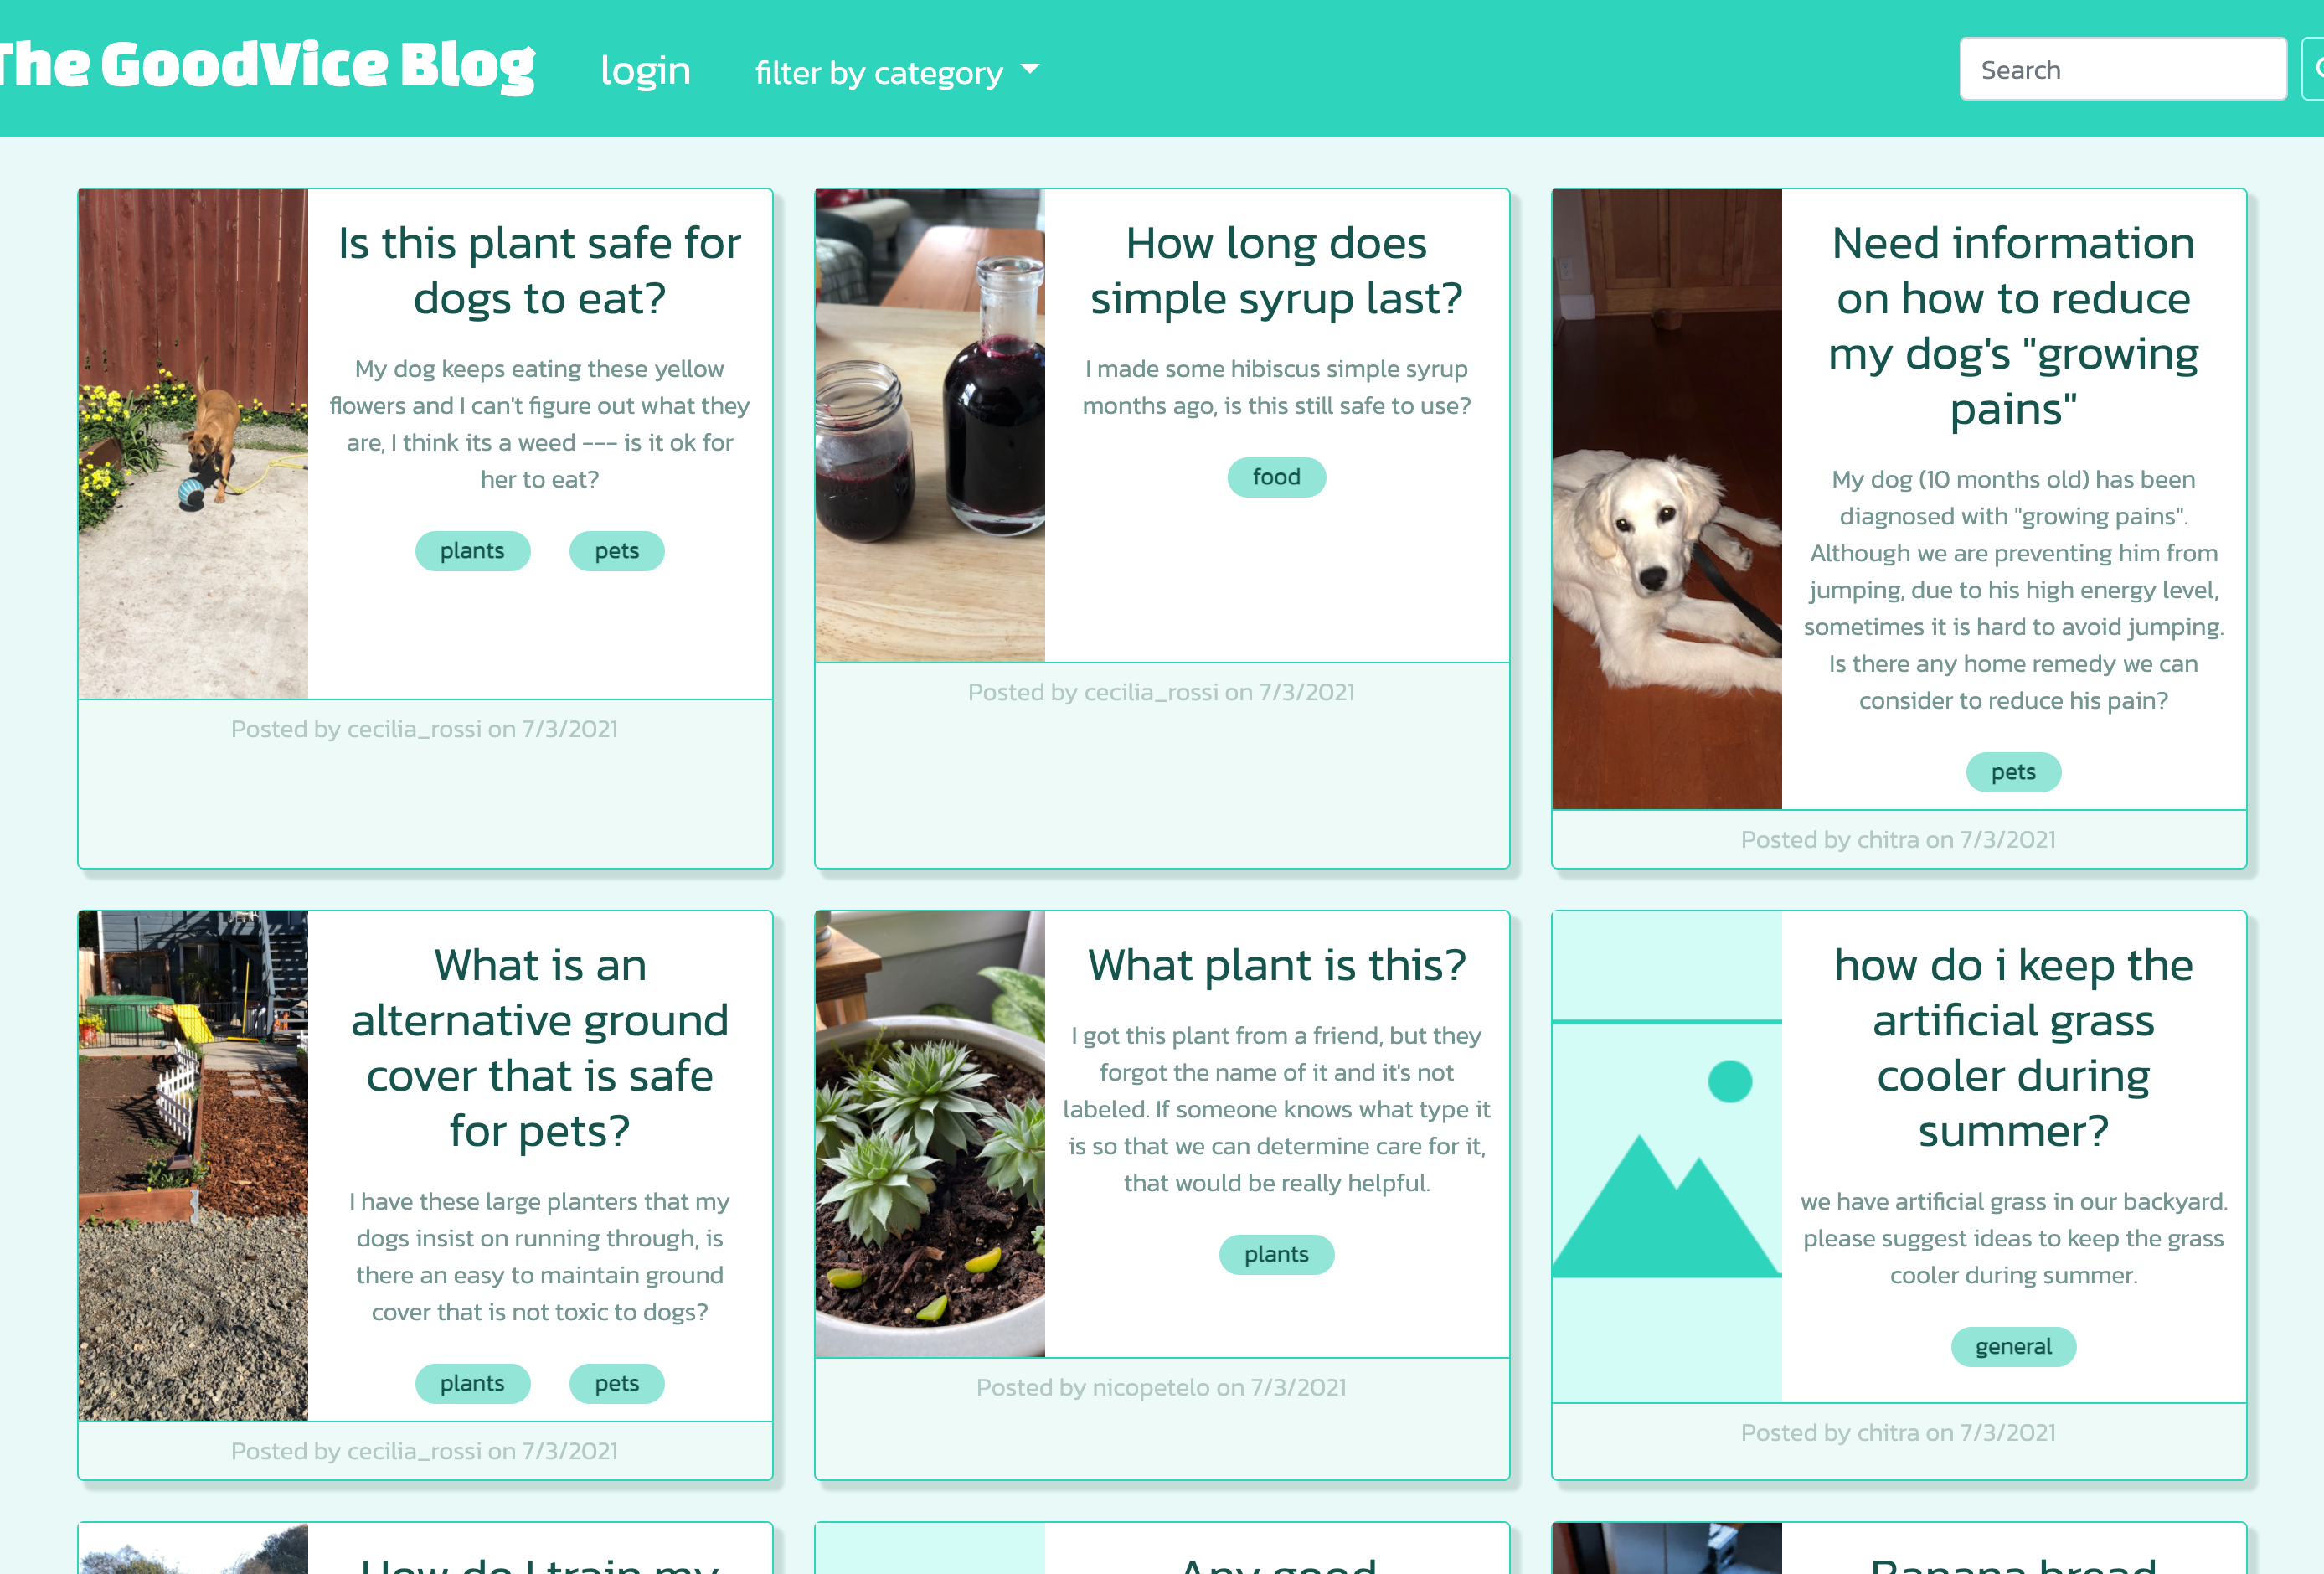 The GoodVice Blog
login
filter by category
Search
Is this plant safe for
dogs to eat?
My dog keeps eating these yellow
flowers and I can't figure out what they
are, I think its a weed --- is it ok for
her to eat?
plants pets
Posted by cecilia_rossi on 7/3/2021
How long does
simple syrup last?
I made some hibiscus simple syrup
months ago, is this still safe to use?
food
Posted by cecilia_rossi on 7/3/2021
Need information
on how to reduce
my dog's "growing
pains"
My dog (10 months old) has been
diagnosed with "growing pains".
Although we are preventing him from
jumping, due to his high energy level,
sometimes it is hard to avoid jumping.
Is there any home remedy we can
consider to reduce his pain?
pets
Posted by chitra on 7/3/2021
What is an
alternative ground
cover that is safe
for pets?
I have these large planters that my
dogs insist on running through, is
there an easy to maintain ground
cover that is not toxic to dogs?
plants pets
Posted by cecilia_rossi on 7/3/2021
What plant is this?
I got this plant from a friend, but they
forgot the name of it and it's not
labeled. If someone knows what type it
is so that we can determine care for it,
that would be really helpful.
plants
Posted by nicopetelo on 7/3/2021
how do i keep the
artificial grass
cooler during
summer?
we have artificial grass in our backyard.
please suggest ideas to keep the grass
cooler during summer.
general
Posted by chitra on 7/3/2021
How do I train my
Any good
Banana bread